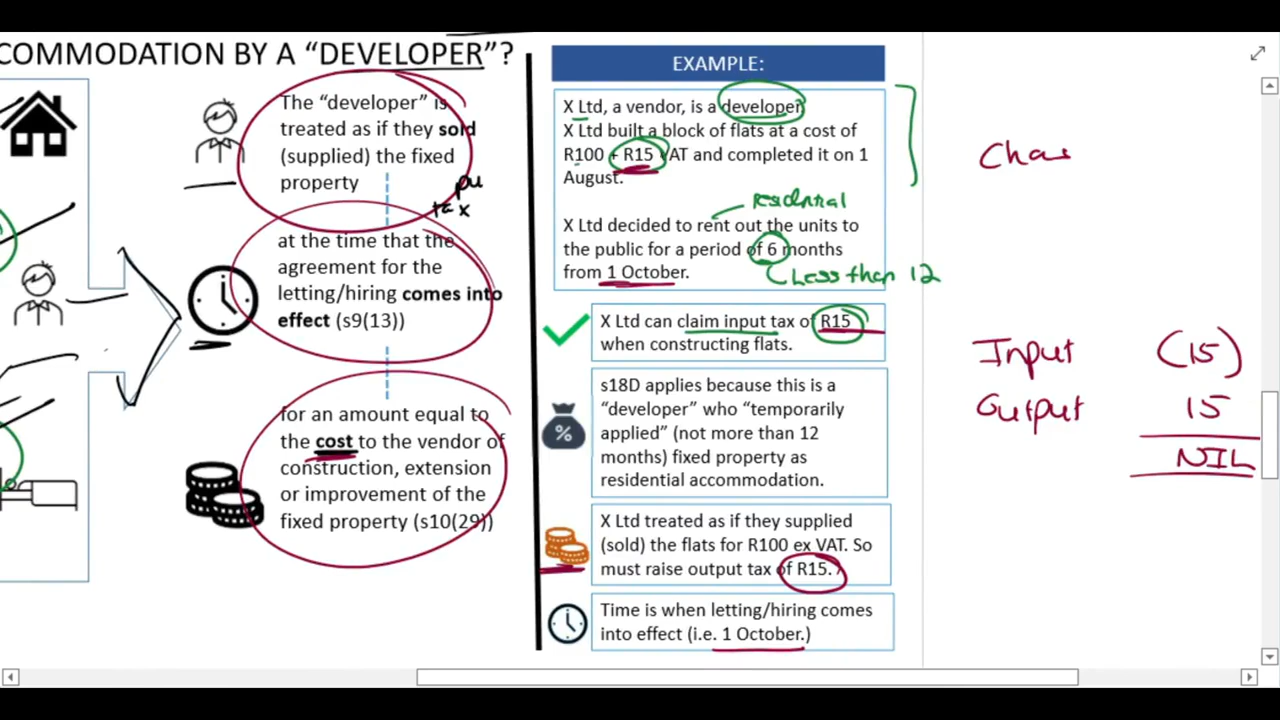 COMMODATION BY A “DEVELOPER”?
The “developer” is
treated as if they sold
(supplied) the fixed
property
tax
at the time that the
agreement for the
letting/hiring comes into
effect (s9(13))
for an amount equal to
the cost to the vendor of
construction, extension
or improvement of the
fixed property (s10(29))
EXAMPLE:
X Ltd, a vendor, is a developer.
X Ltd built a block of flats at a cost of
R100 + R15 VAT and completed it on 1
August.
residential
X Ltd decided to rent out the units to
the public for a period of 6 months
from 1 October.
Less than 12
X Ltd can claim input tax of R15
when constructing flats.
%
s18D applies because this is a
“developer” who “temporarily
applied” (not more than 12
months) fixed property as
residential accommodation.
X Ltd treated as if they supplied
(sold) the flats for R100 ex VAT. So
must raise output tax of R15.
Time is when letting/hiring comes
into effect (i.e. 1 October.)
Input (15)
Output 15
NIL